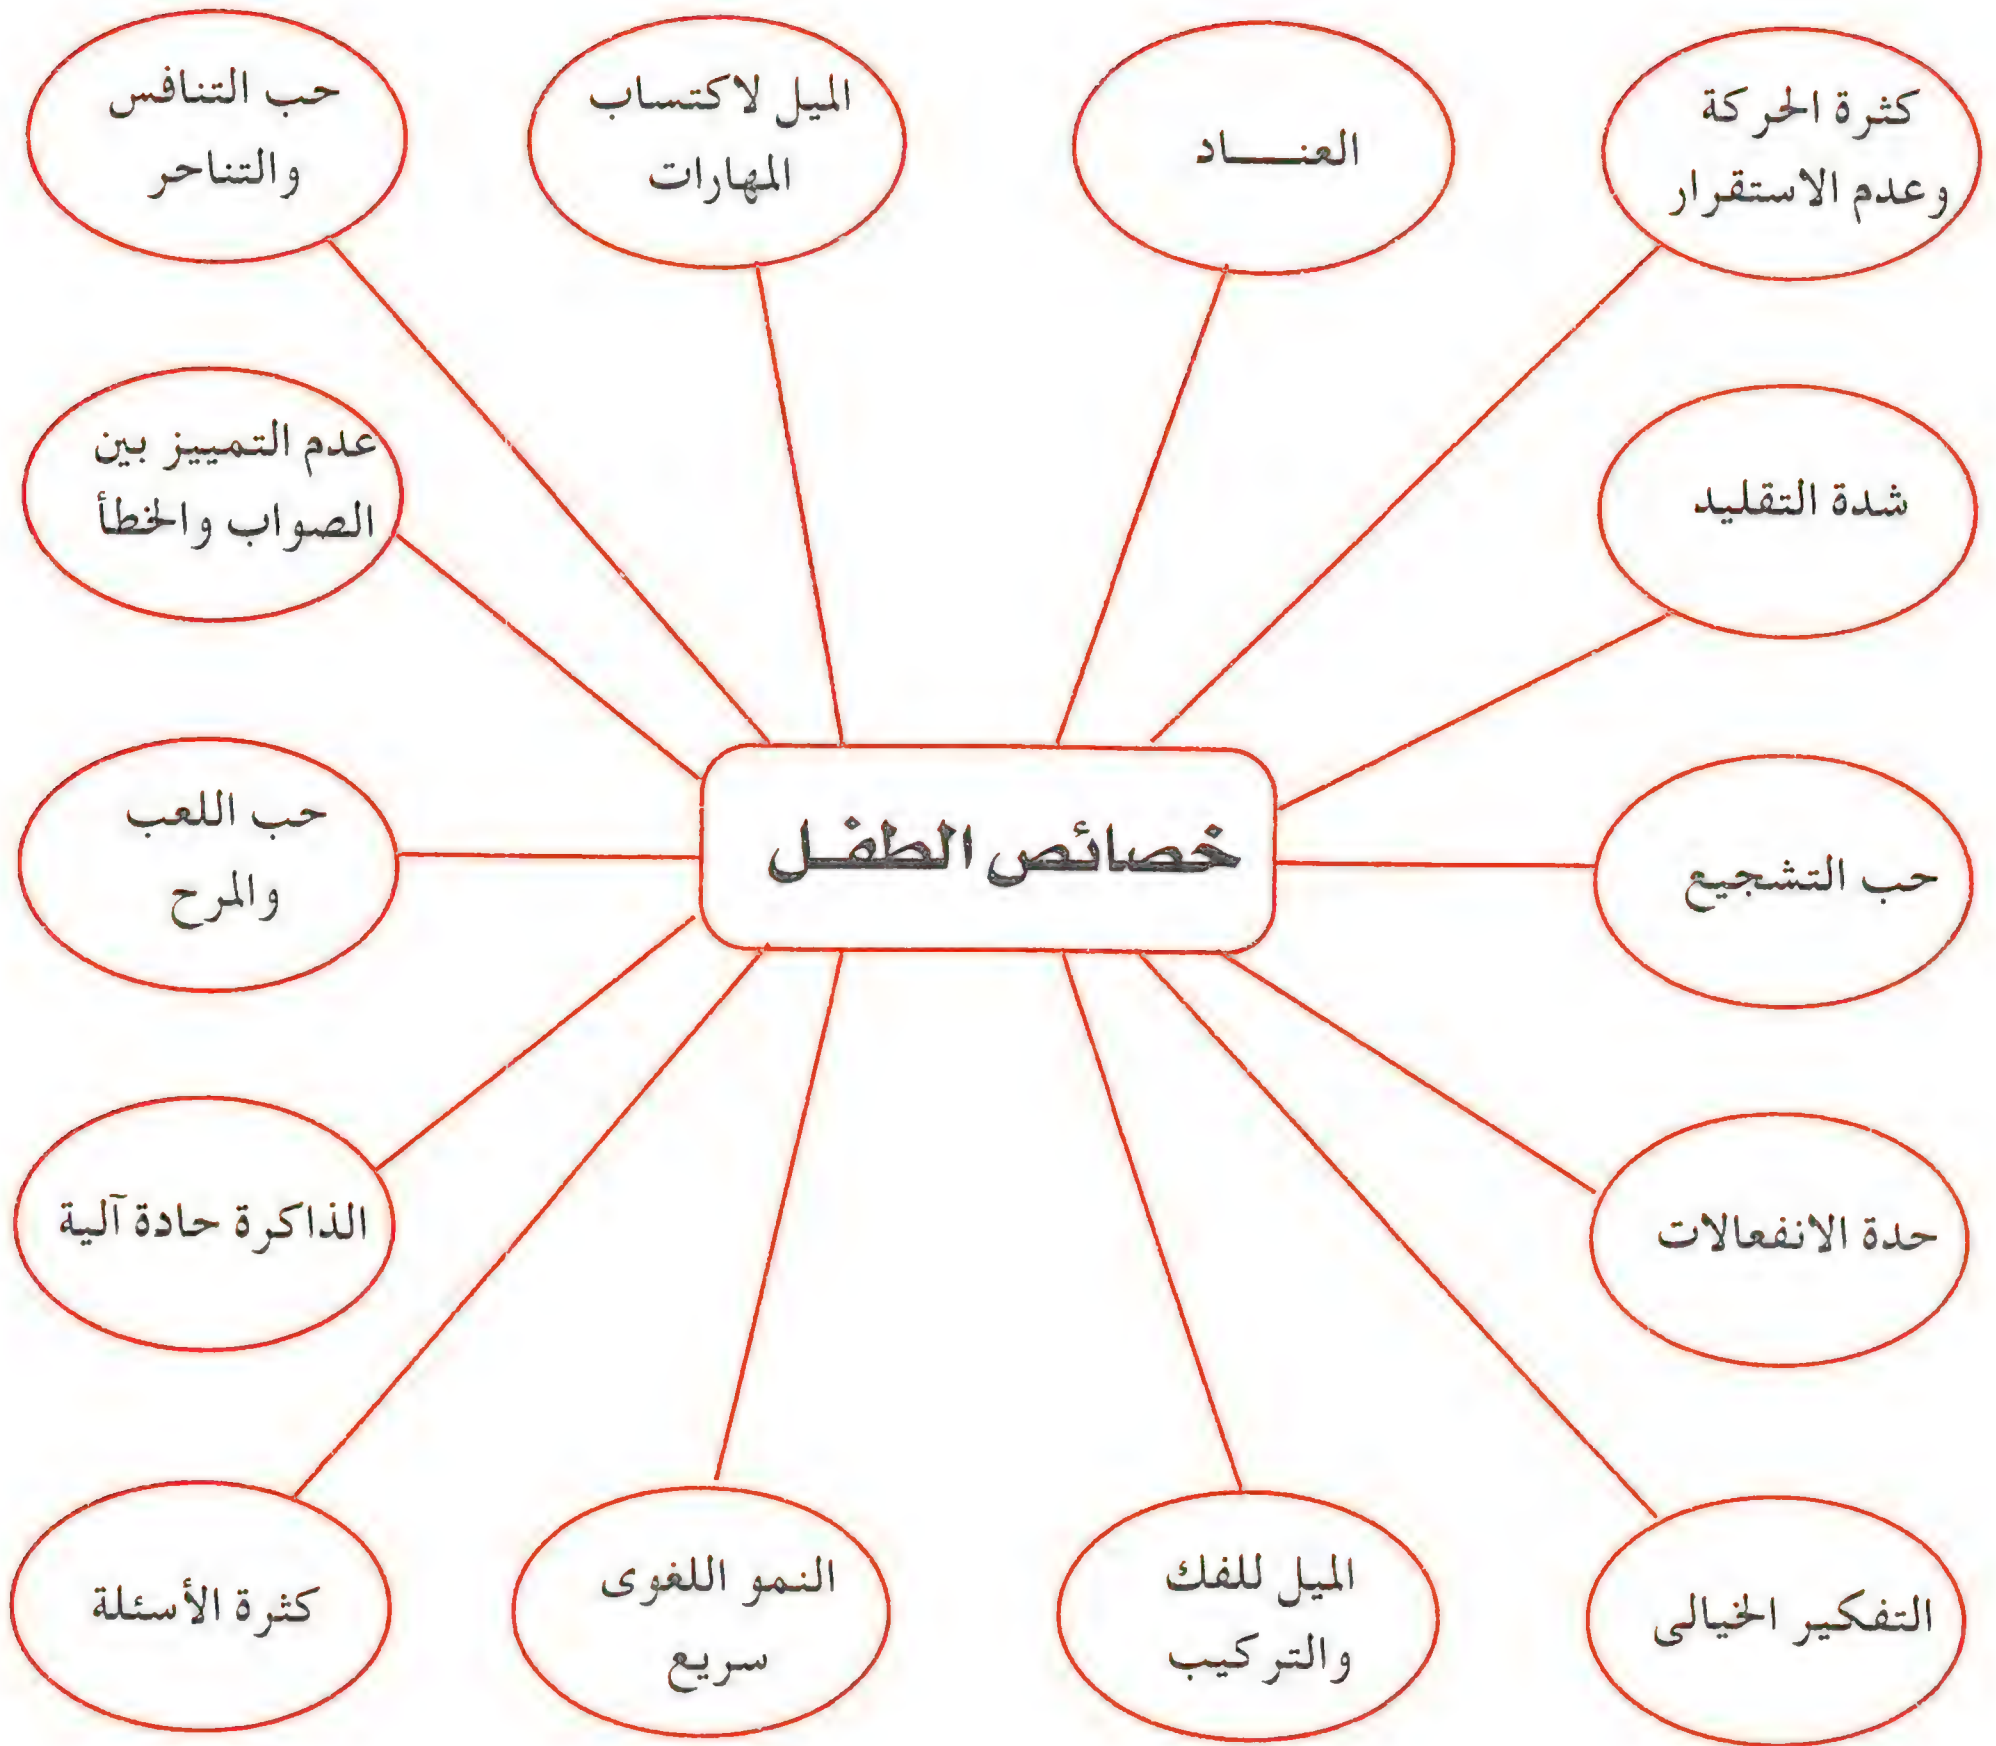 كثرة الحركة
وعدم الاستقرار
العنـــاد
الميل لاكتساب
المهارات
حب التنافس
والتناحر
شدة التقليد
عدم التمييز بين
الصواب والخطأ
خصائص الطفـل
حب التشجيع
حب اللعب
والمرح
حدة الانفعالات
الذاكرة حادة آلية
التفكير الخيالى
الميل للفك
والتركيب
النمو اللغوى
سريع
كثرة الأسئلة